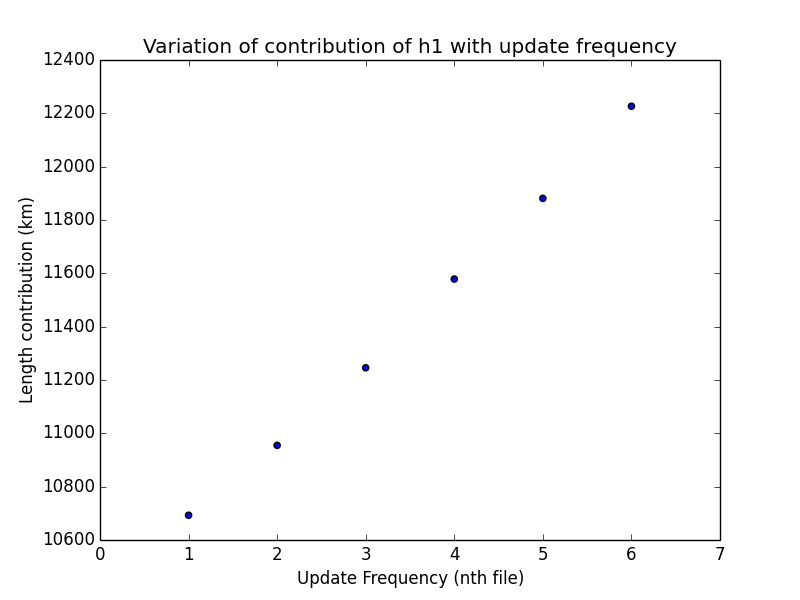 Variation of contribution of h1 with update frequency
12400
12200
12000
11800
11600
11400
11200
11000
10800
10600
Length contribution (km)
0 1 2 3 4 5 6 7
Update Frequency (nth file)